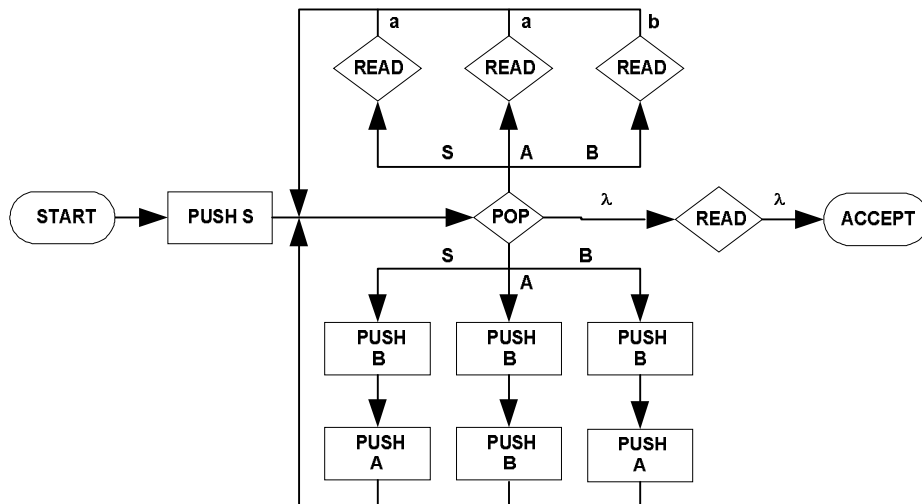 a a b
READ READ READ
S A B
START PUSH S POP λ READ λ ACCEPT
S A B
PUSH B PUSH B PUSH B
PUSH A PUSH B PUSH A